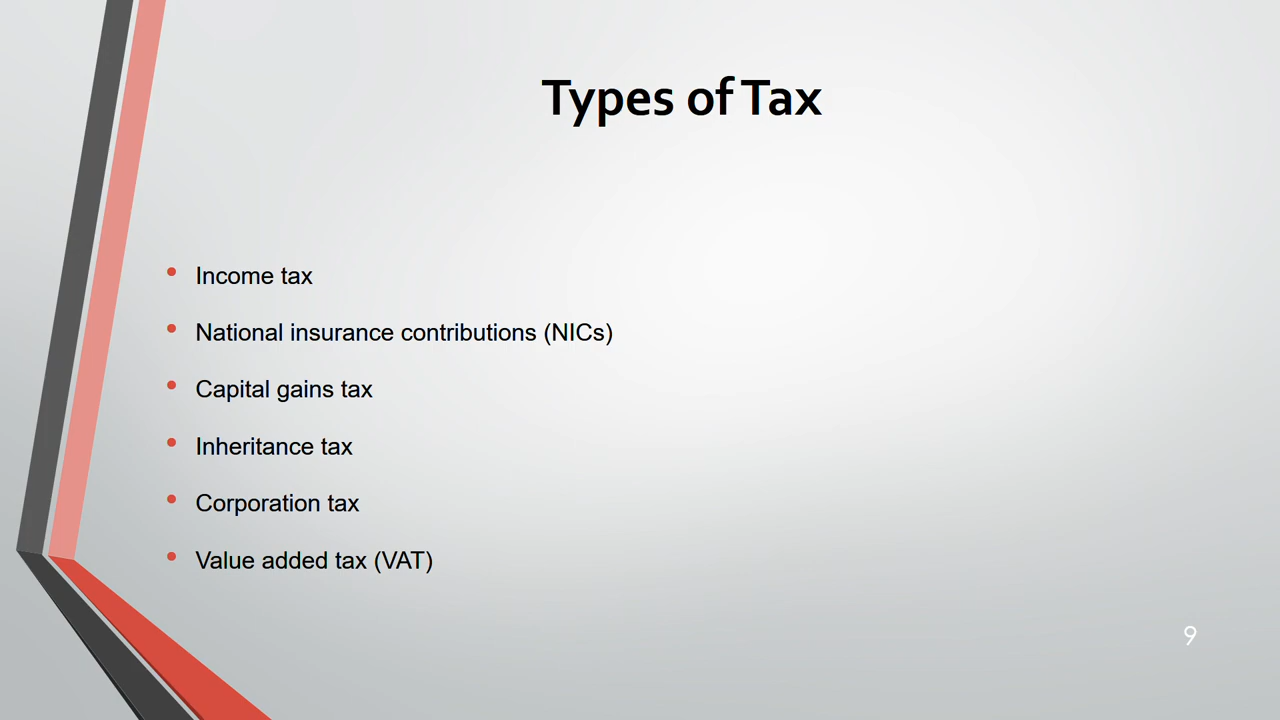 Types of Tax
• Income tax
• National insurance contributions (NICs)
• Capital gains tax
• Inheritance tax
• Corporation tax
• Value added tax (VAT)
9